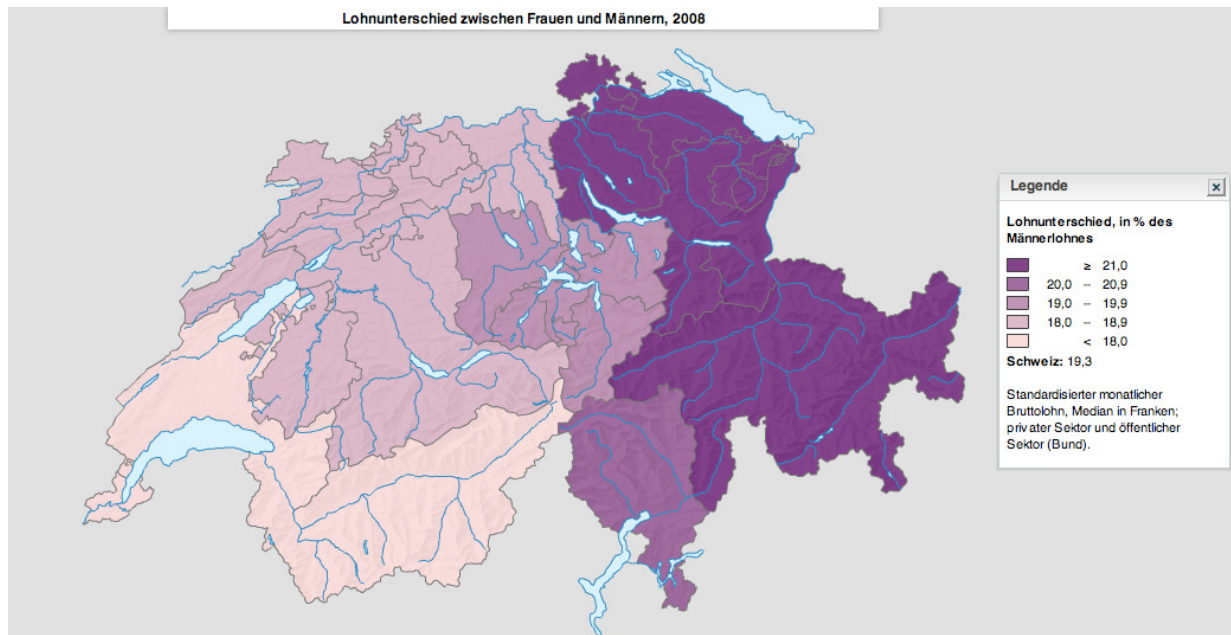 Lohnunterschied zwischen Frauen und Männern, 2008
Legende
Lohnunterschied, in % des
Männerlohnes
≥ 21,0
20,0 – 20,9
19,0 – 19,9
18,0 – 18,9
< 18,0
Schweiz: 19,3
Standardisierter monatlicher
Bruttolohn, Median in Franken;
privater Sektor und öffentlicher
Sektor (Bund).